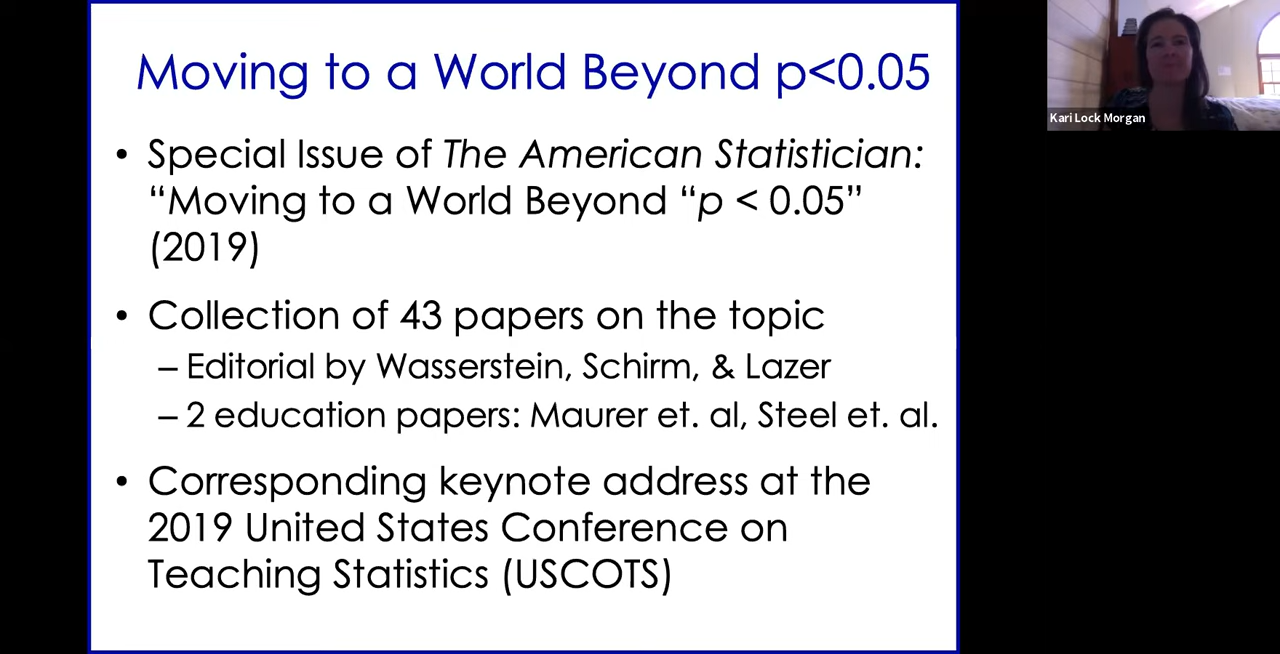 Moving to a World Beyond p<0.05
• Special Issue of The American Statistician:
“Moving to a World Beyond “p < 0.05”
(2019)
• Collection of 43 papers on the topic
– Editorial by Wasserstein, Schirm, & Lazer
– 2 education papers: Maurer et. al, Steel et. al.
• Corresponding keynote address at the
2019 United States Conference on
Teaching Statistics (USCOTS)
Kari Lock Morgan